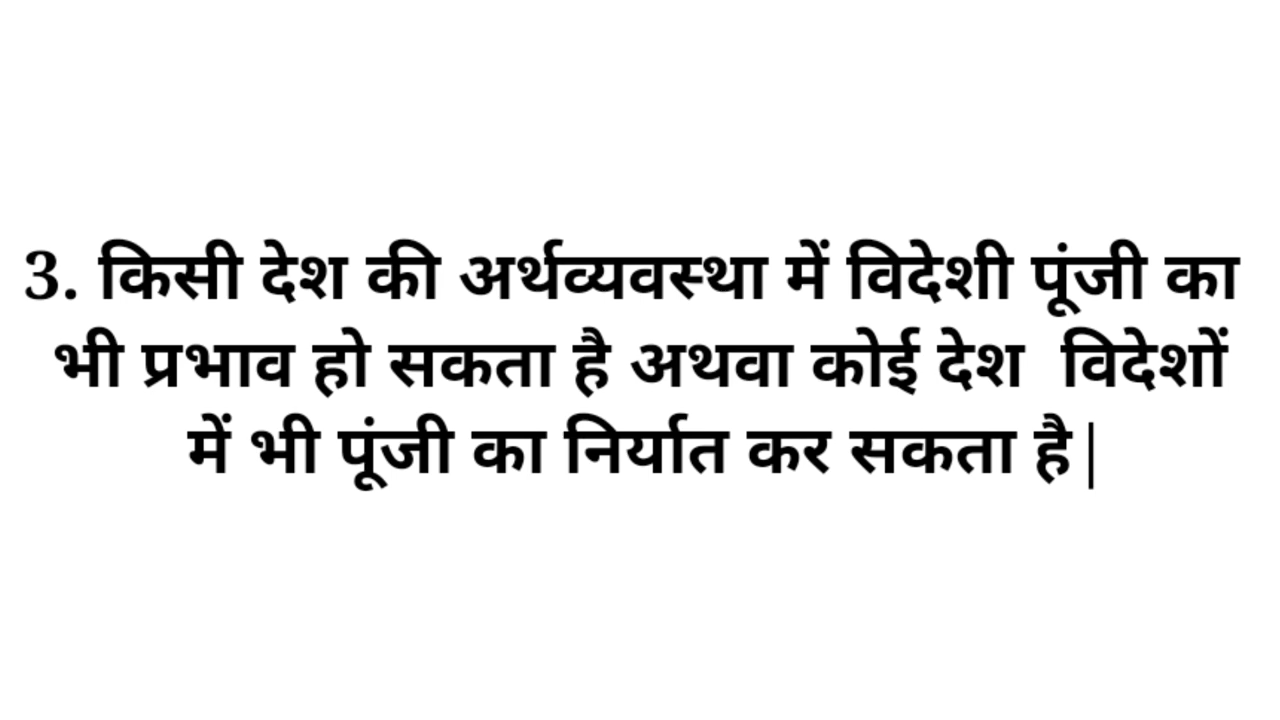 3. किसी देश की अर्थव्यवस्था में विदेशी पूंजी का
भी प्रभाव हो सकता है अथवा कोई देश विदेशों
में भी पूंजी का निर्यात कर सकता है|